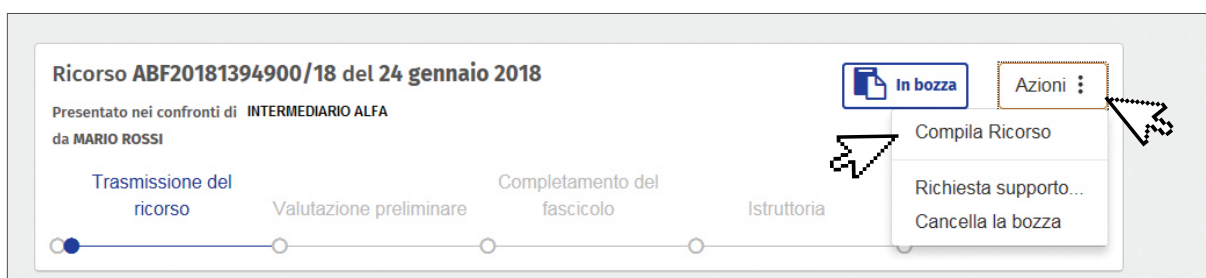 Ricorso ABF20181394900/18 del 24 gennaio 2018
In bozza
Azioni
Presentato nei confronti di INTERMEDIARIO ALFA
da MARIO ROSSI
Compila Ricorso
Richiesta supporto...
Cancella la bozza
Trasmissione del
ricorso
Valutazione preliminare
Completamento del
fascicolo
Istruttoria